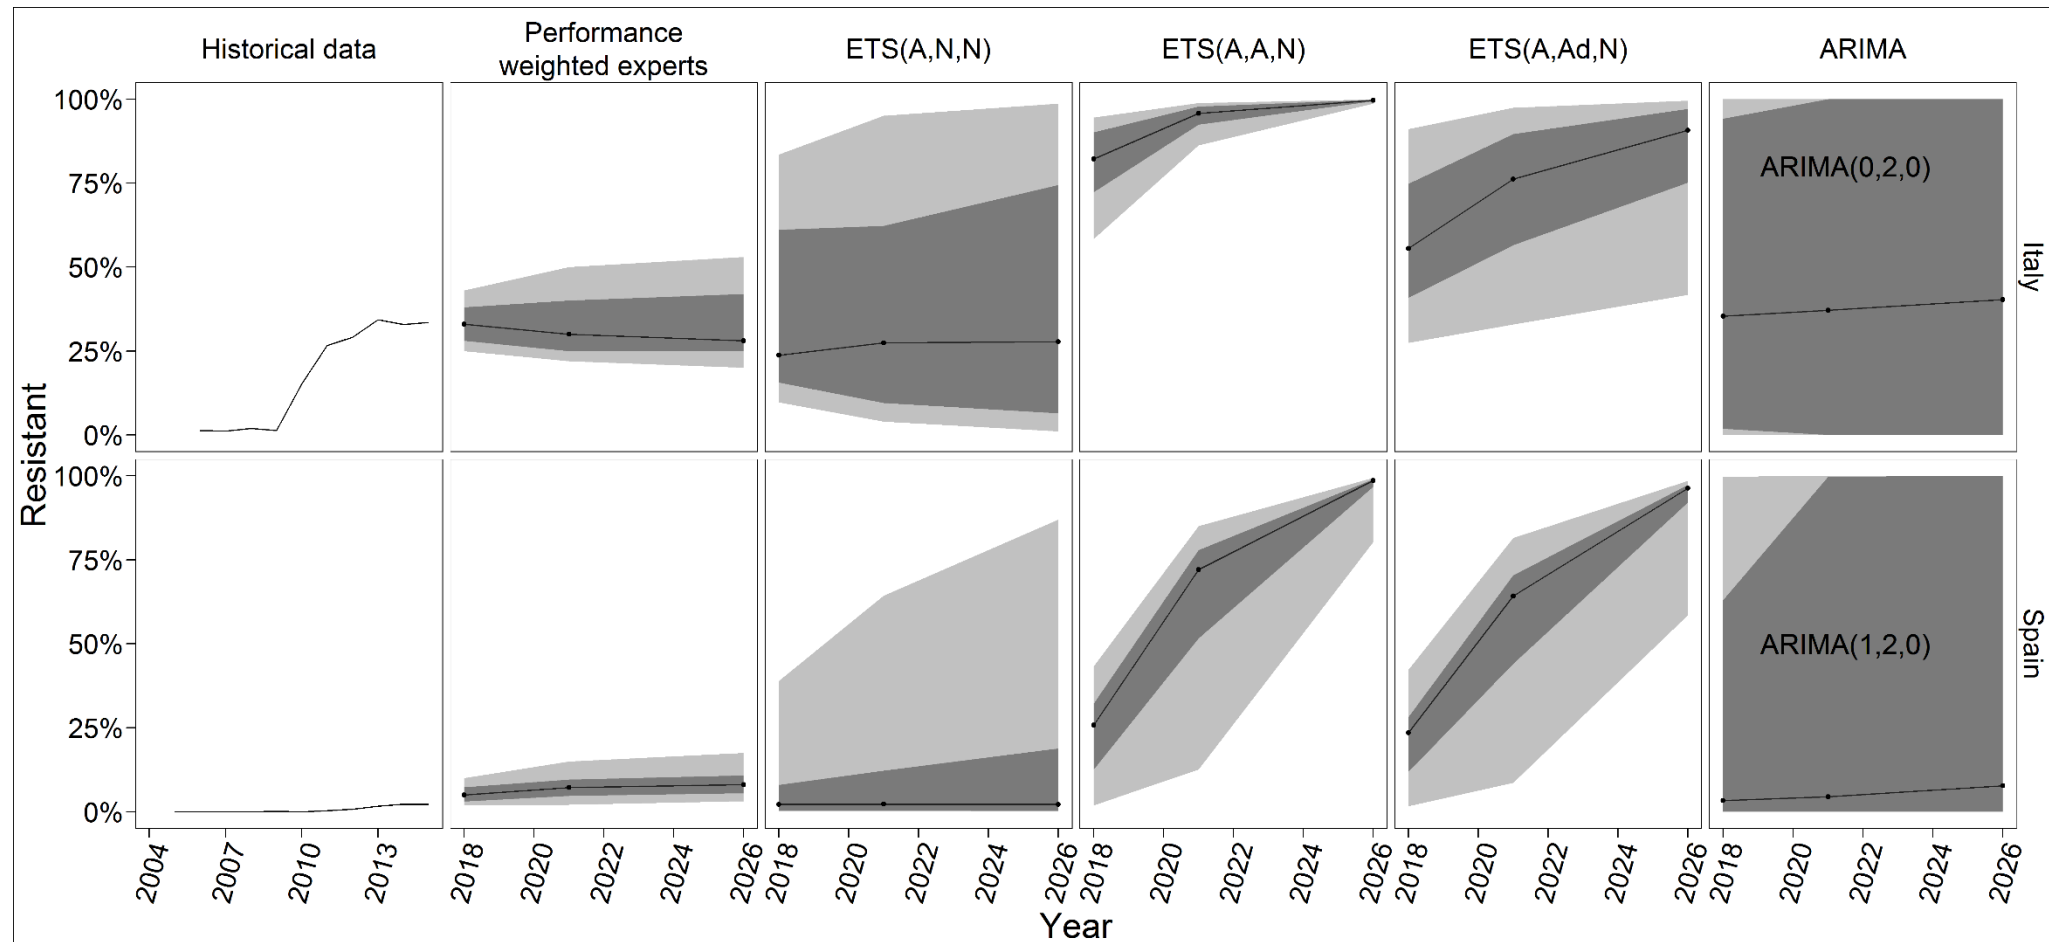 Historical data
Performance
weighted experts
ETS(A,N,N)
ETS(A,A,N)
ETS(A,Ad,N)
ARIMA
Resistant
100%
75%
50%
25%
0%
ARIMA(0,2,0)
Italy
100%
75%
50%
25%
0%
ARIMA(1,2,0)
Spain
2004 2007 2010 2013
2018 2020 2022 2024 2026
2018 2020 2022 2024 2026
2018 2020 2022 2024 2026
2018 2020 2022 2024 2026
2018 2020 2022 2024 2026
Year